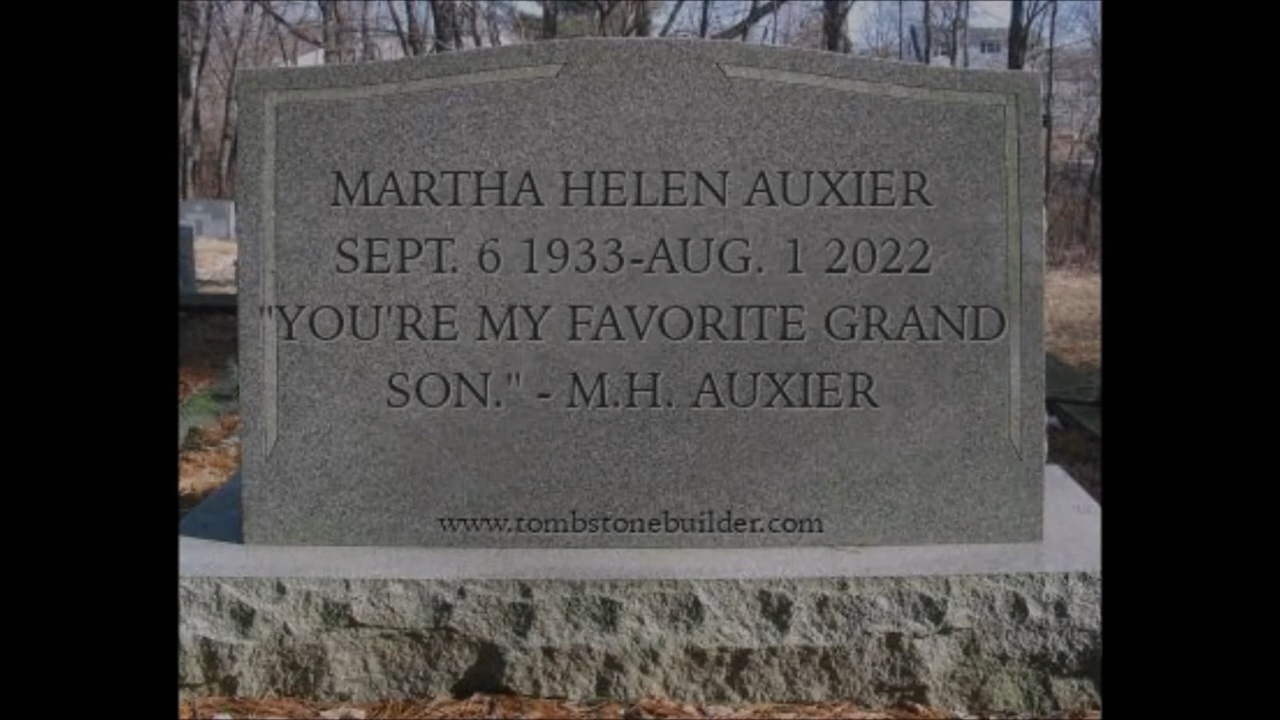 MARTHA HELEN AUXIER
SEPT. 6 1933-AUG. 1 2022
"YOU'RE MY FAVORITE GRAND
SON." - M.H. AUXIER
www.tombstonebuilder.com